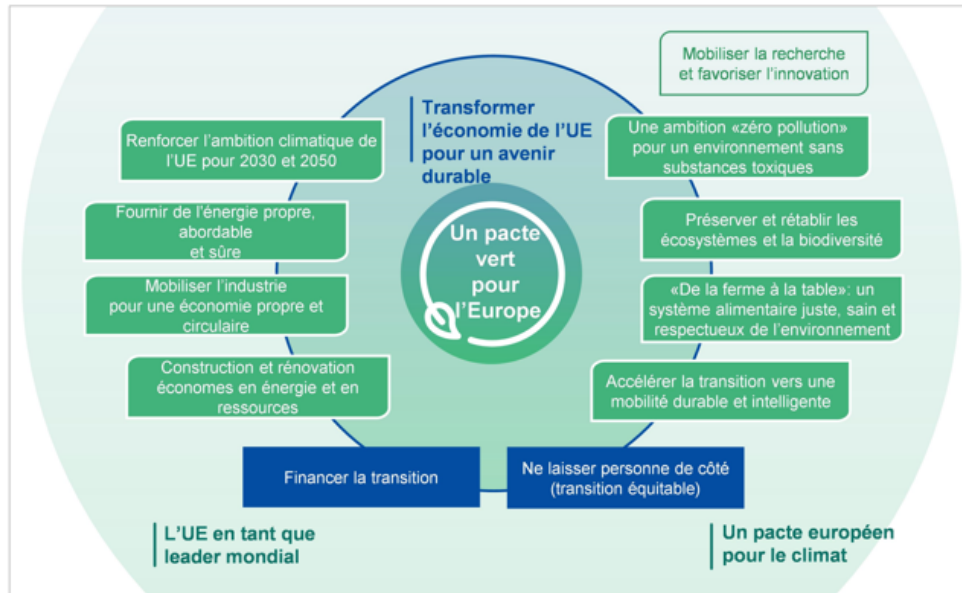 Mobiliser la recherche
et favoriser l’innovation
Transformer
l’économie de l’UE
pour un avenir
durable
Renforcer l’ambition climatique de
l’UE pour 2030 et 2050
Une ambition «zéro pollution»
pour un environnement sans
substances toxiques
Fournir de l’énergie propre,
abordable
et sûre
Préserver et rétablir les
écosystèmes et la biodiversité
Un pacte
vert
pour
l’Europe
Mobiliser l’industrie
pour une économie propre et
circulaire
«De la ferme à la table»: un
système alimentaire juste, sain et
respectueux de l’environnement
Construction et rénovation
économes en énergie et en
ressources
Accélérer la transition vers une
mobilité durable et intelligente
Financer la transition
Ne laisser personne de côté
(transition équitable)
L’UE en tant que
leader mondial
Un pacte européen
pour le climat